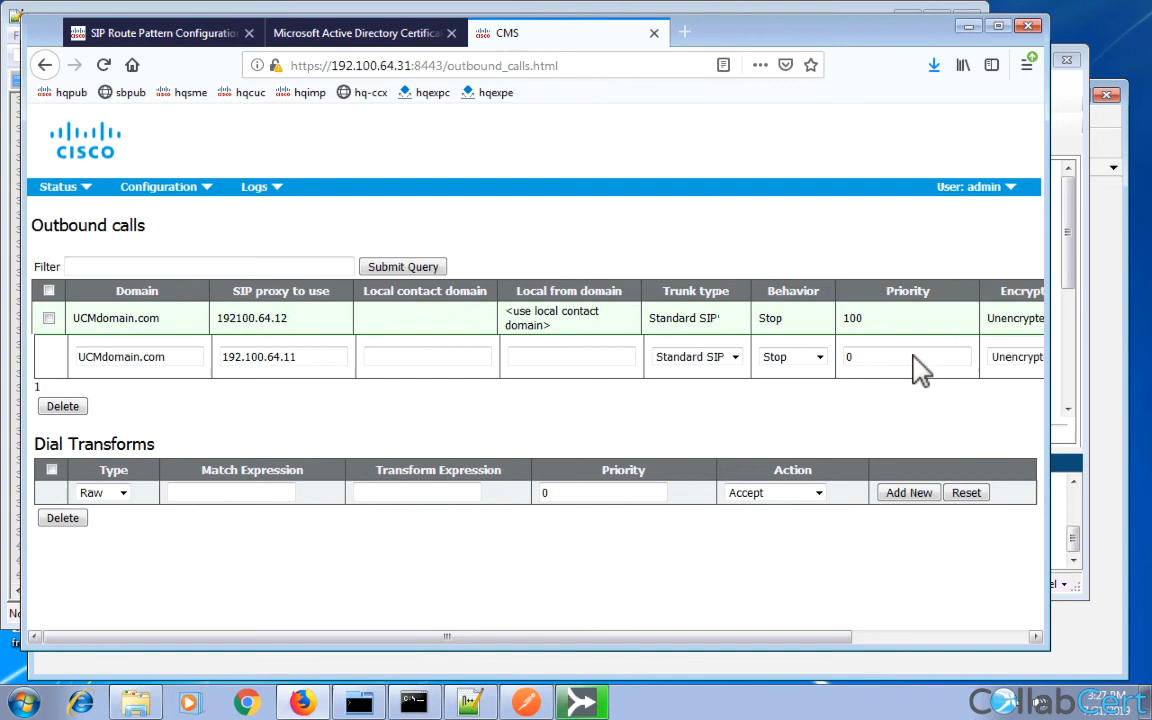 SIP Route Pattern Configuratio
Microsoft Active Directory Certifica
CMS
https://192.100.64.31:8443/outbound_calls.html
hqpub
sbpub
hqsme
hqcuc
hqimp
hq-ccx
hqexpc
hqexpe
CISCO
Status
Configuration
Logs
User: admin
Outbound calls
Filter
Submit Query
Domain SIP proxy to use Local contact domain Local from domain Trunk type Behavior Priority Encrypt
UCMdomain.com 192100.64.12 <use local contact domain> Standard SIP' Stop 100 Unencrypte
UCMdomain.com 192.100.64.11 Standard SIP Stop 0 Unencrypte
1
Delete
Dial Transforms
Type Match Expression Transform Expression Priority Action
Raw 0 Accept Add New Reset
Delete
CollabCert
3:27 PM